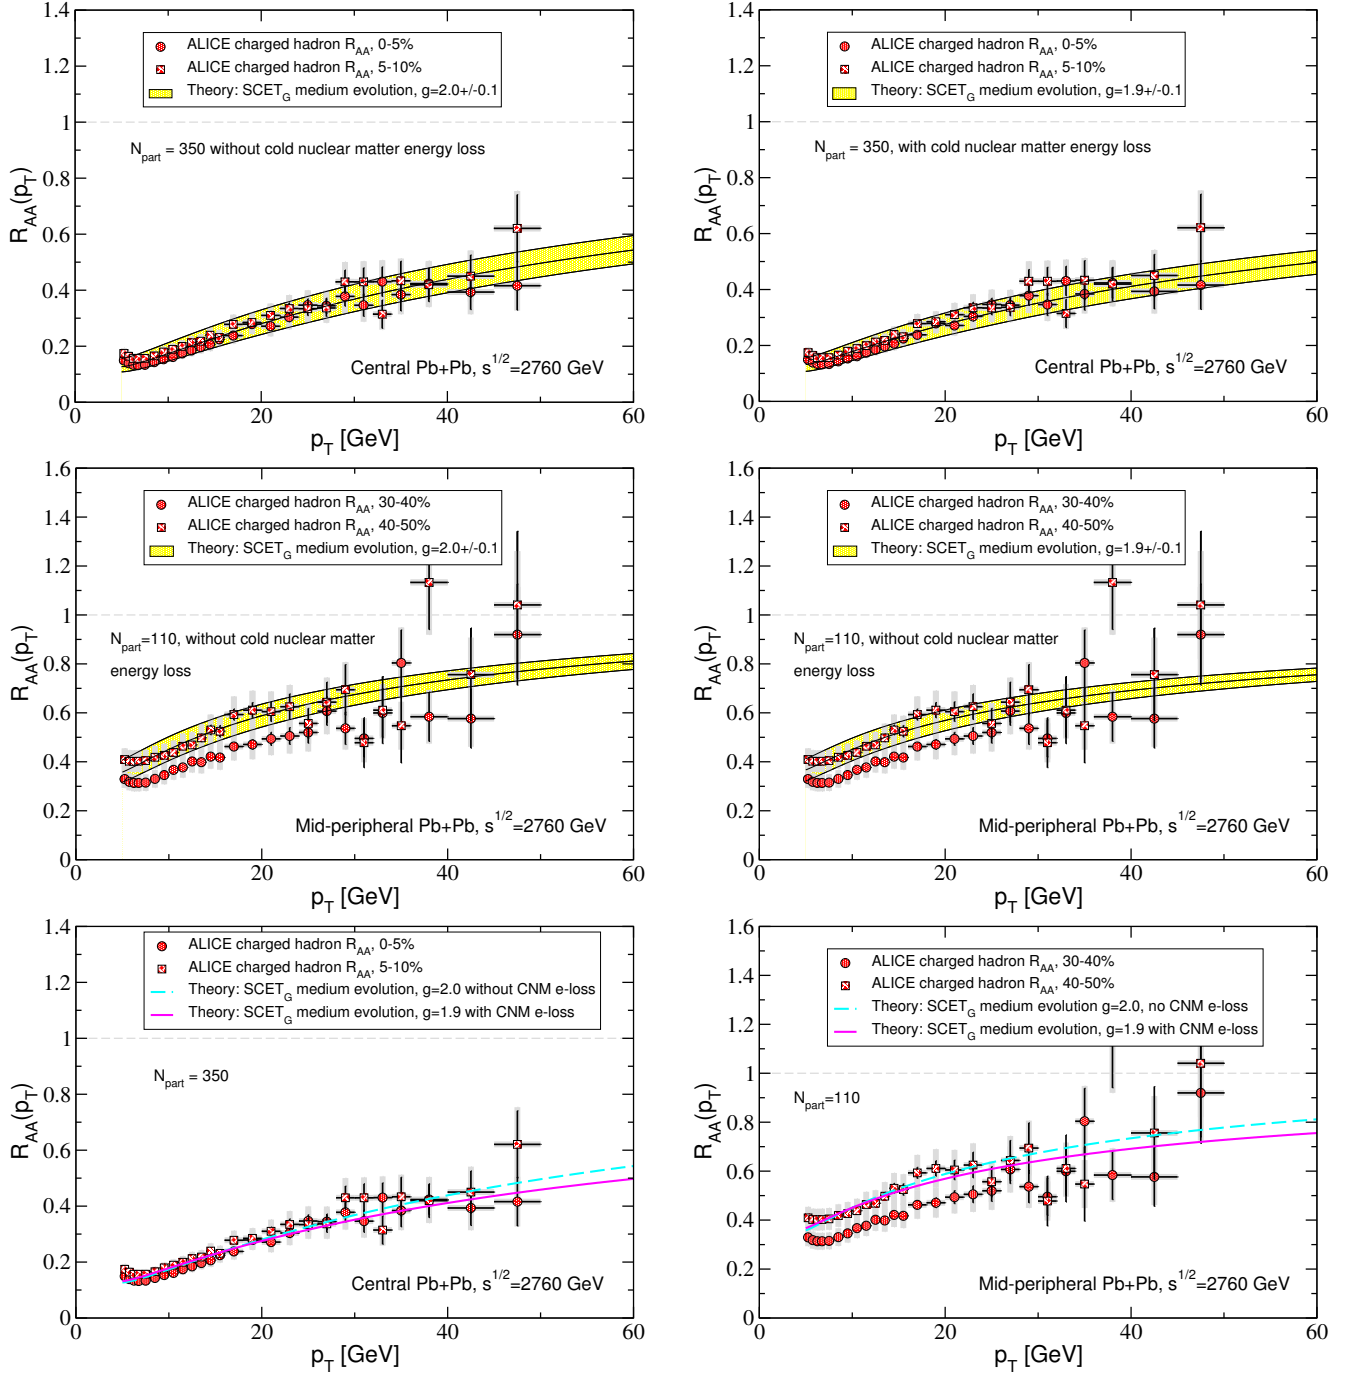 1.4
1.2
1
0.8
0.6
0.4
0.2
0
R_AA(p_T)
ALICE charged hadron R_AA, 0-5%
ALICE charged hadron R_AA, 5-10%
Theory: SCET_G medium evolution, g=2.0+/-0.1
N_part = 350 without cold nuclear matter energy loss
Central Pb+Pb, s^1/2=2760 GeV
0 20 40 60
p_T [GeV]
1.4
1.2
1
0.8
0.6
0.4
0.2
0
R_AA(p_T)
ALICE charged hadron R_AA, 0-5%
ALICE charged hadron R_AA, 5-10%
Theory: SCET_G medium evolution, g=1.9+/-0.1
N_part = 350, with cold nuclear matter energy loss
Central Pb+Pb, s^1/2=2760 GeV
0 20 40 60
p_T [GeV]
1.6
1.4
1.2
1
0.8
0.6
0.4
0.2
0
R_AA(p_T)
ALICE charged hadron R_AA, 30-40%
ALICE charged hadron R_AA, 40-50%
Theory: SCET_G medium evolution, g=2.0+/-0.1
N_part=110, without cold nuclear matter
energy loss
Mid-peripheral Pb+Pb, s^1/2=2760 GeV
0 20 40 60
p_T [GeV]
1.6
1.4
1.2
1
0.8
0.6
0.4
0.2
0
R_AA(p_T)
ALICE charged hadron R_AA, 30-40%
ALICE charged hadron R_AA, 40-50%
Theory: SCET_G medium evolution, g=1.9+/-0.1
N_part=110, without cold nuclear matter
energy loss
Mid-peripheral Pb+Pb, s^1/2=2760 GeV
0 20 40 60
p_T [GeV]
1.4
1.2
1
0.8
0.6
0.4
0.2
0
R_AA(p_T)
ALICE charged hadron R_AA, 0-5%
ALICE charged hadron R_AA, 5-10%
Theory: SCET_G medium evolution, g=2.0 without CNM e-loss
Theory: SCET_G medium evolution, g=1.9 with CNM e-loss
N_part = 350
Central Pb+Pb, s^1/2=2760 GeV
0 20 40 60
p_T [GeV]
1.6
1.4
1.2
1
0.8
0.6
0.4
0.2
0
R_AA(p_T)
ALICE charged hadron R_AA, 30-40%
ALICE charged hadron R_AA, 40-50%
Theory: SCET_G medium evolution g=2.0, no CNM e-loss
Theory: SCET_G medium evolution, g=1.9 with CNM e-loss
N_part=110
Mid-peripheral Pb+Pb, s^1/2=2760 GeV
0 20 40 60
p_T [GeV]